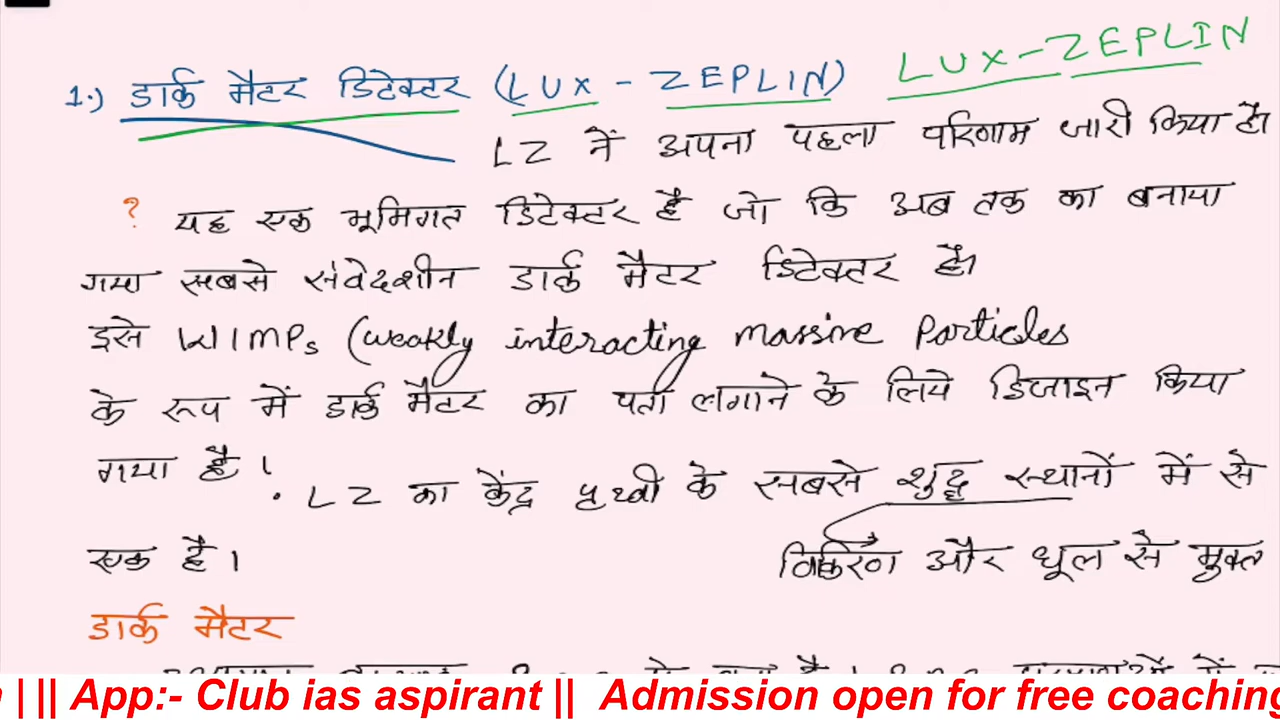 1.) डार्क मैटर डिटेक्टर (LUX - ZEPLIN) LUX-ZEPLIN
LZ नें अपना पहला परिणाम जारी किया है।
? यह एक भूमिगत डिटेक्टर है जो कि अब तक का बनाया
गया सबसे संवेदशीन डार्क मैटर डिटेक्टर है।
इसे WIMPs (weakly interacting massive Particles
के रूप में डार्क मैटर का पता लगाने के लिये डिजाइन किया
गया है।
. LZ का केंद्र पृथ्वी के सबसे शुद्ध स्थानों में से
एक है। विकिरण और धूल से मुक्त
डार्क मैटर
| || App:- Club ias aspirant || Admission open for free coaching